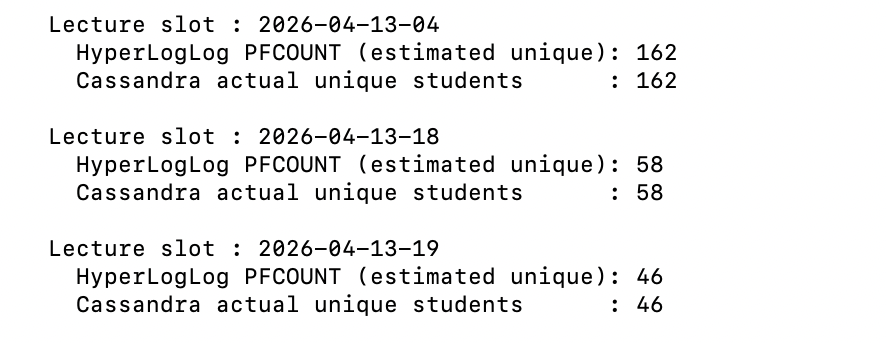 Lecture slot : 2026-04-13-04
  HyperLogLog PFCOUNT (estimated unique): 162
  Cassandra actual unique students      : 162

Lecture slot : 2026-04-13-18
  HyperLogLog PFCOUNT (estimated unique): 58
  Cassandra actual unique students      : 58

Lecture slot : 2026-04-13-19
  HyperLogLog PFCOUNT (estimated unique): 46
  Cassandra actual unique students      : 46